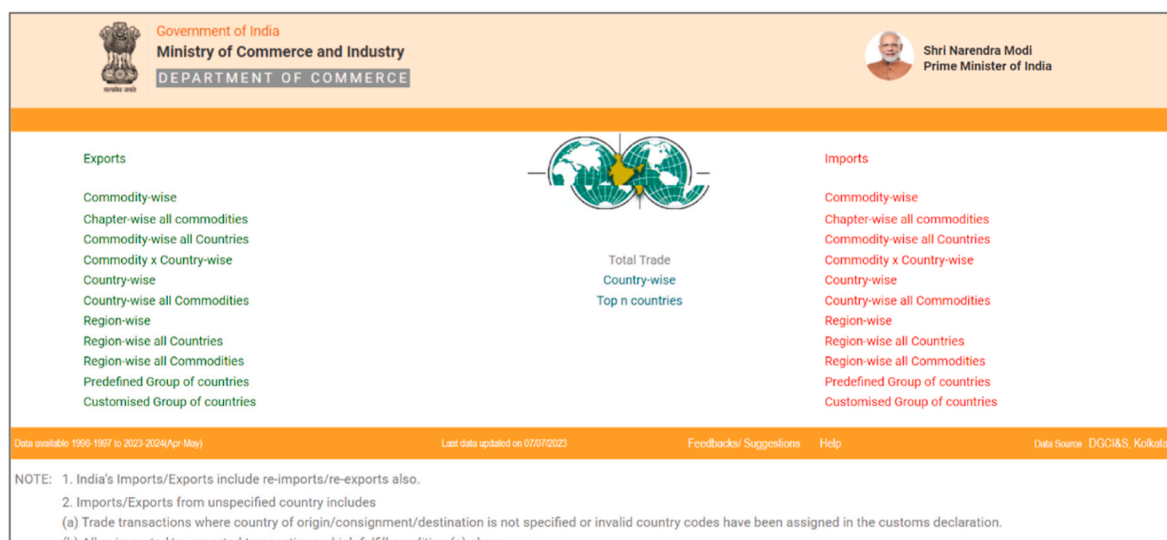 Government of India
Ministry of Commerce and Industry
DEPARTMENT OF COMMERCE
सत्यमेव जयते
Shri Narendra Modi
Prime Minister of India
Exports
Commodity-wise
Chapter-wise all commodities
Commodity-wise all Countries
Commodity x Country-wise
Country-wise
Country-wise all Commodities
Region-wise
Region-wise all Countries
Region-wise all Commodities
Predefined Group of countries
Customised Group of countries
Total Trade
Country-wise
Top n countries
Imports
Commodity-wise
Chapter-wise all commodities
Commodity-wise all Countries
Commodity x Country-wise
Country-wise
Country-wise all Commodities
Region-wise
Region-wise all Countries
Region-wise all Commodities
Predefined Group of countries
Customised Group of countries
Data available 1996-1997 to 2023-2024(Apr-May) Last data updated on 07/07/2023 Feedbacks/ Suggestions Help Data Source DGCI&S, Kolkata
NOTE: 1. India's Imports/Exports include re-imports/re-exports also.
2. Imports/Exports from unspecified country includes
(a) Trade transactions where country of origin/consignment/destination is not specified or invalid country codes have been assigned in the customs declaration.